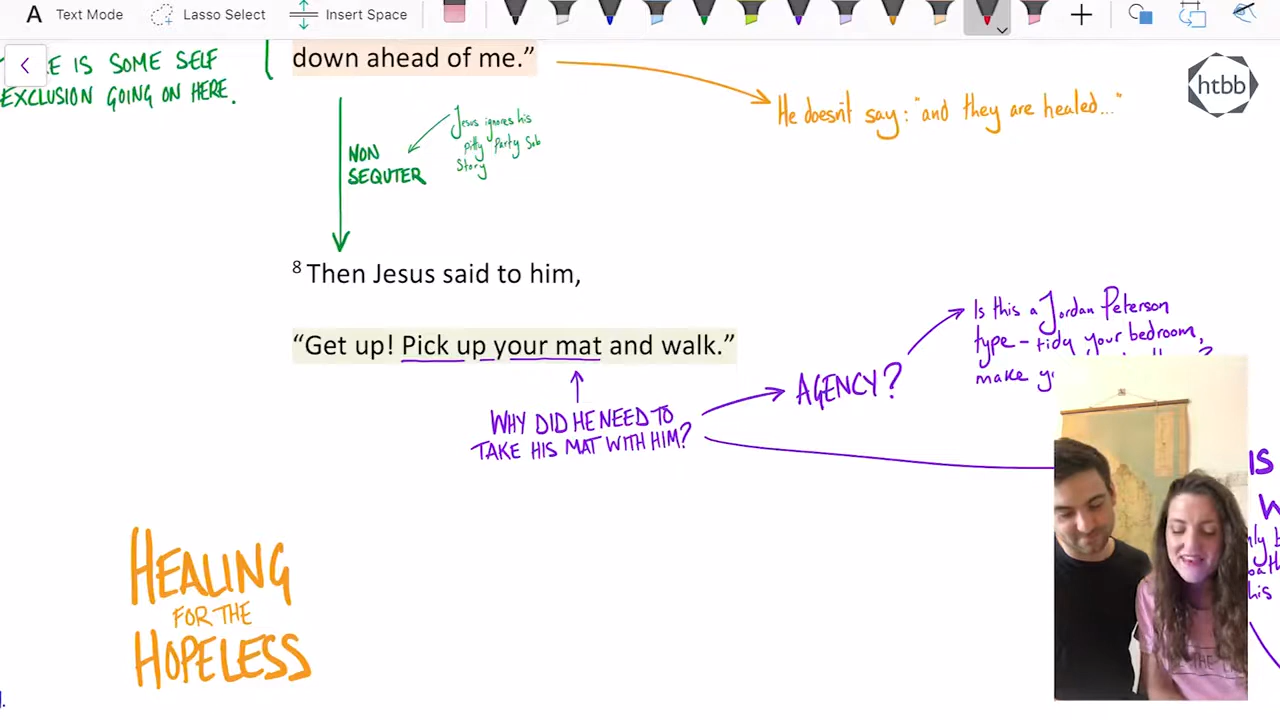 A Text Mode Lasso Select Insert Space
IS SOME SELF
EXCLUSION GOING ON HERE.
down ahead of me.”
htbb
He doesn't say: "and they are healed..."
Jesus ignores his
pitty Party Sob
Story
NON
SEQUTER
8 Then Jesus said to him,
“Get up! Pick up your mat and walk.”
Is this a Jordan Peterson
type - tidy your bedroom,
make
AGENCY?
WHY DID HE NEED TO
TAKE HIS MAT WITH HIM?
HEALING
FOR THE
HOPELESS